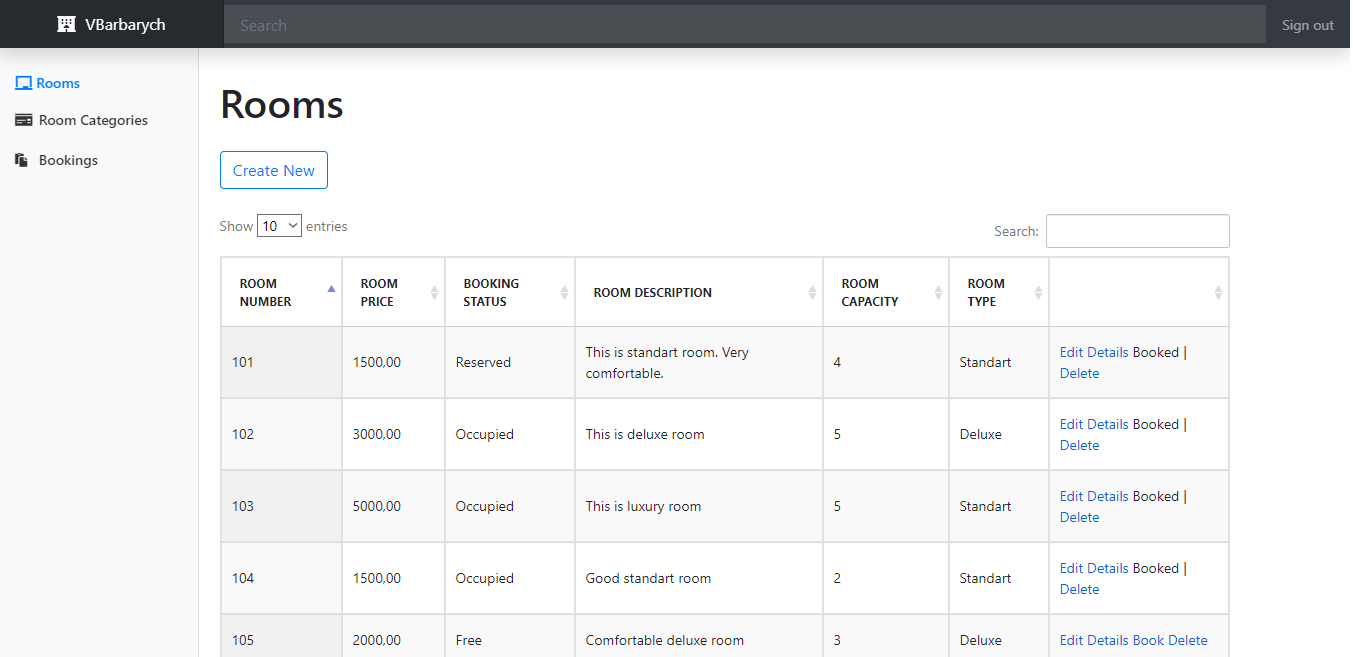 VBarbarych Search Sign out
Rooms
Room Categories
Bookings
Rooms
Create New
Show 10 entries
Search:
ROOM NUMBER ROOM PRICE BOOKING STATUS ROOM DESCRIPTION ROOM CAPACITY ROOM TYPE
101 1500,00 Reserved This is standart room. Very comfortable. 4 Standart Edit Details Booked | Delete
102 3000,00 Occupied This is deluxe room 5 Deluxe Edit Details Booked | Delete
103 5000,00 Occupied This is luxury room 5 Standart Edit Details Booked | Delete
104 1500,00 Occupied Good standart room 2 Standart Edit Details Booked | Delete
105 2000,00 Free Comfortable deluxe room 3 Deluxe Edit Details Book Delete